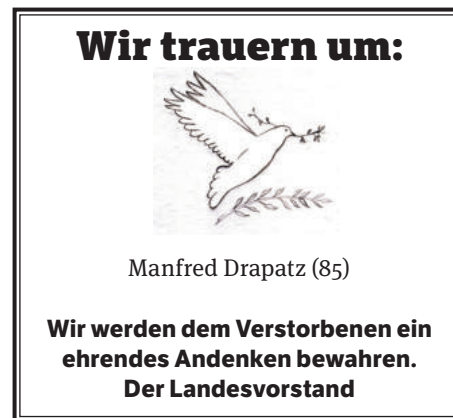 Wir trauern um:
Manfred Drapatz (85)
Wir werden dem Verstorbenen ein
ehrendes Andenken bewahren.
Der Landesvorstand